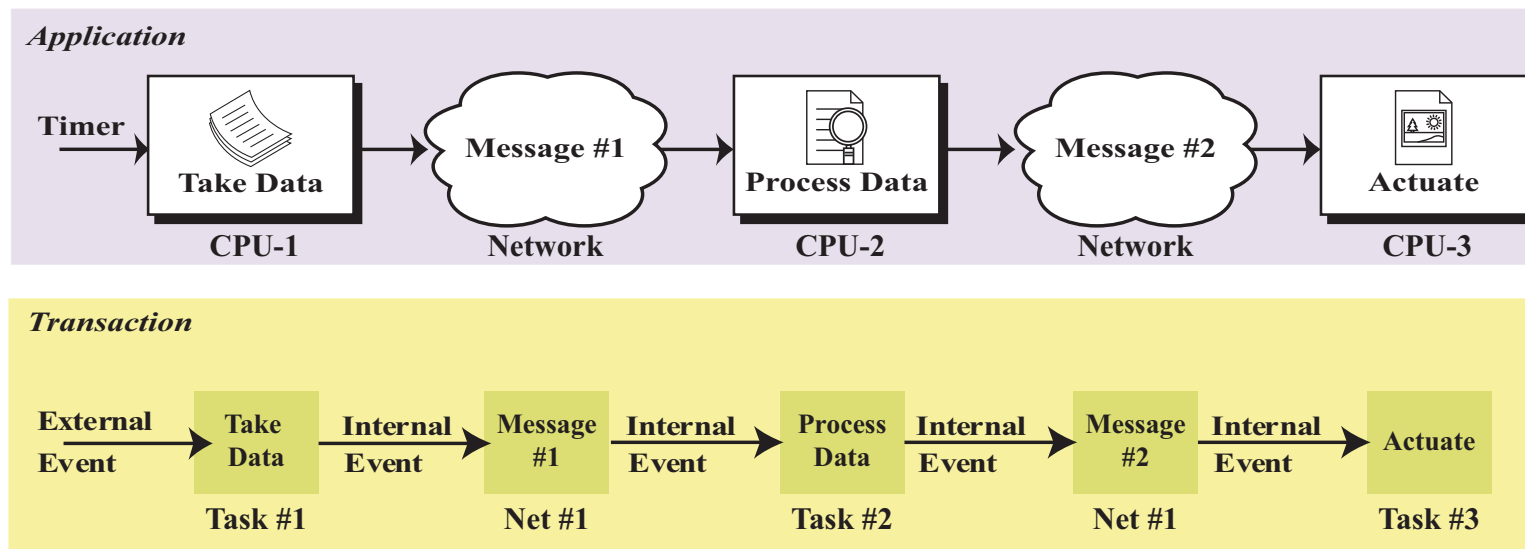 Application
Timer
Take Data
Message #1
Process Data
Message #2
Actuate
CPU-1
Network
CPU-2
Network
CPU-3
Transaction
External
Event
Take
Data
Internal
Event
Message
#1
Internal
Event
Process
Data
Internal
Event
Message
#2
Internal
Event
Actuate
Task #1
Net #1
Task #2
Net #1
Task #3